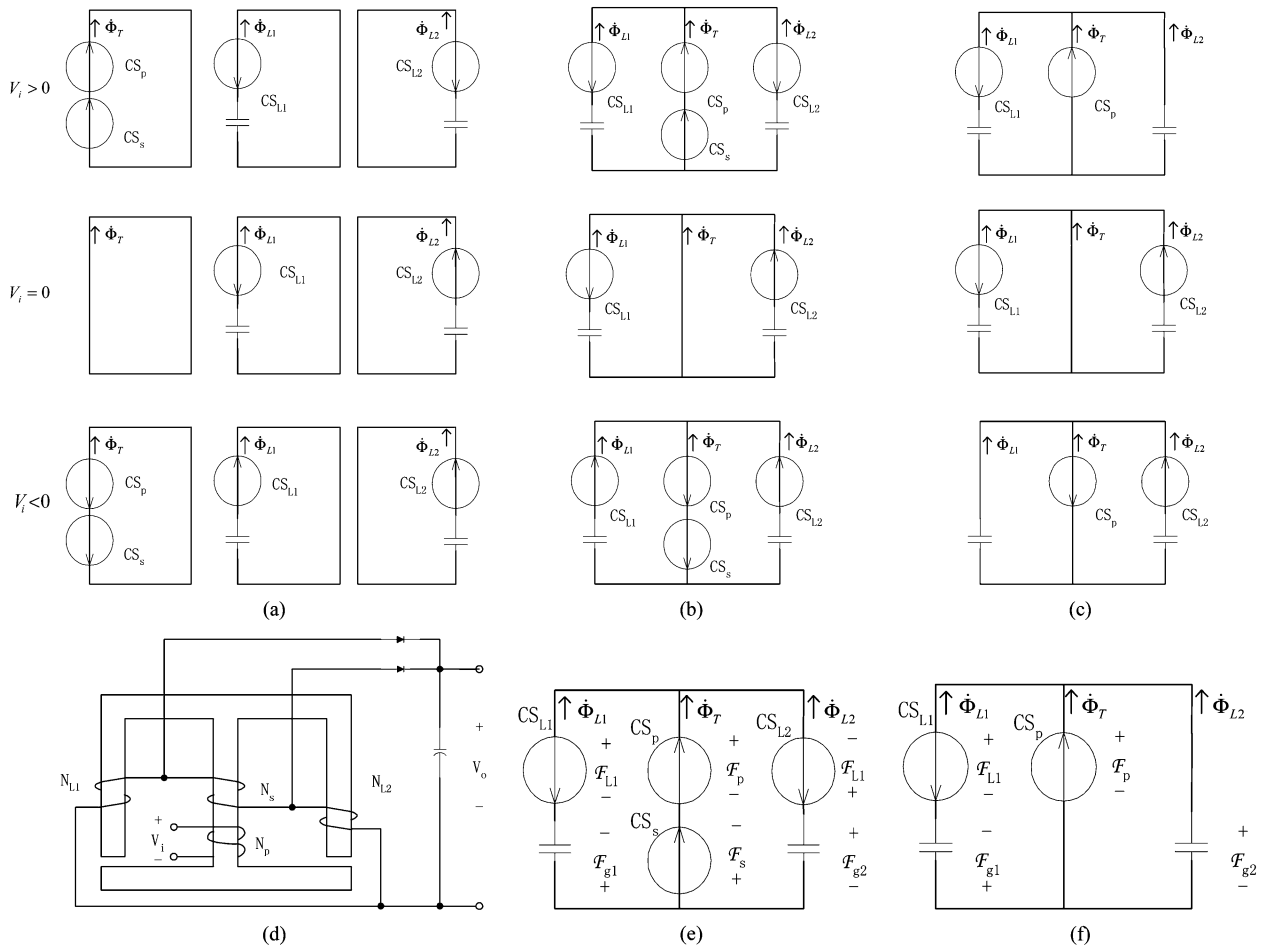 Φ̇_T Φ̇_L1 Φ̇_L2 Φ̇_L1 Φ̇_T Φ̇_L2 Φ̇_L1 Φ̇_T Φ̇_L2
V_i > 0
CS_p CS_s CS_L1 CS_L2 CS_L1 CS_p CS_s CS_L2 CS_L1 CS_p
Φ̇_T Φ̇_L1 Φ̇_L2 Φ̇_L1 Φ̇_T Φ̇_L2 Φ̇_L1 Φ̇_T Φ̇_L2
V_i = 0
CS_L1 CS_L2 CS_L1 CS_L2 CS_L1 CS_L2
Φ̇_T Φ̇_L1 Φ̇_L2 Φ̇_L1 Φ̇_T Φ̇_L2 Φ̇_L1 Φ̇_T Φ̇_L2
V_i < 0
CS_p CS_s CS_L1 CS_L2 CS_L1 CS_p CS_s CS_L2 CS_p CS_L2
(a) (b) (c)
N_L1 N_s N_L2 N_p
+ V_i −
+ V_o −
(d)
CS_L1 Φ̇_L1 CS_p Φ̇_T CS_L2 Φ̇_L2
+ ℱ_L1 − + ℱ_p − − ℱ_L1 +
CS_s
− ℱ_g1 + − ℱ_s + + ℱ_g2 −
(e)
CS_L1 Φ̇_L1 CS_p Φ̇_T Φ̇_L2
+ ℱ_L1 − + ℱ_p −
− ℱ_g1 + + ℱ_g2 −
(f)